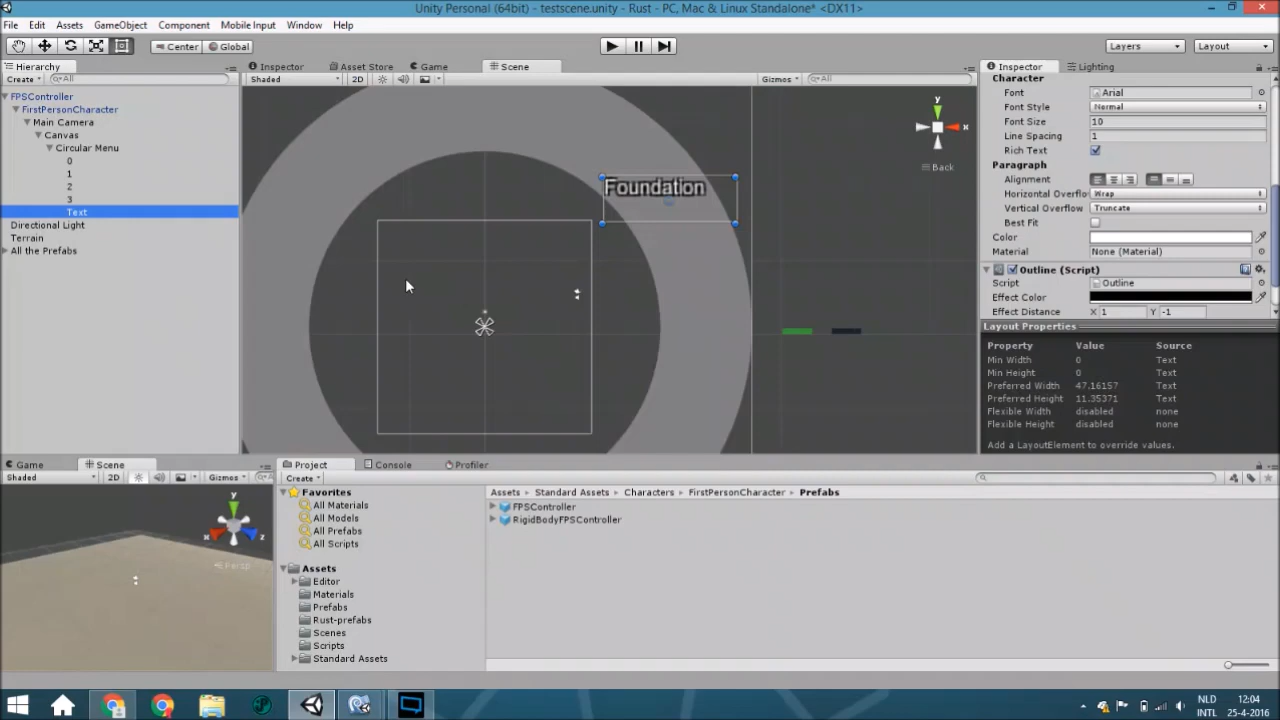 Unity Personal (64bit) - testscene.unity - Rust - PC, Mac & Linux Standalone* <DX11>
File Edit Assets GameObject Component Mobile Input Window Help
Center Global Layers Layout
Hierarchy Inspector Asset Store Game Scene Inspector Lighting
Create All Shaded 2D Gizmos All
Character
FPSController
Font Arial
FirstPersonCharacter
Font Style Normal
Main Camera
Font Size 10
Canvas
Line Spacing 1
Circular Menu
Rich Text
0
Paragraph
1
Alignment
2
Horizontal Overflow Wrap
3
Vertical Overflow Truncate
Text
Best Fit
Directional Light
Color
Terrain
Material None (Material)
All the Prefabs
Outline (Script)
Script Outline
Effect Color
Effect Distance X 1 Y -1
y
x
Back
Foundation
Layout Properties
Property Value Source
Min Width 0 Text
Min Height 0 Text
Preferred Width 47.16157 Text
Preferred Height 11.35371 Text
Flexible Width disabled none
Flexible Height disabled none
Add a LayoutElement to override values.
Game Scene Project Console Profiler
Shaded 2D Gizmos Create
y
x z
Persp
Favorites
All Materials
All Models
All Prefabs
All Scripts
Assets
Editor
Materials
Prefabs
Rust-prefabs
Scenes
Scripts
Standard Assets
Assets Standard Assets Characters FirstPersonCharacter Prefabs
FPSController
RigidBodyFPSController
NLD 12:04
INTL 25-4-2016